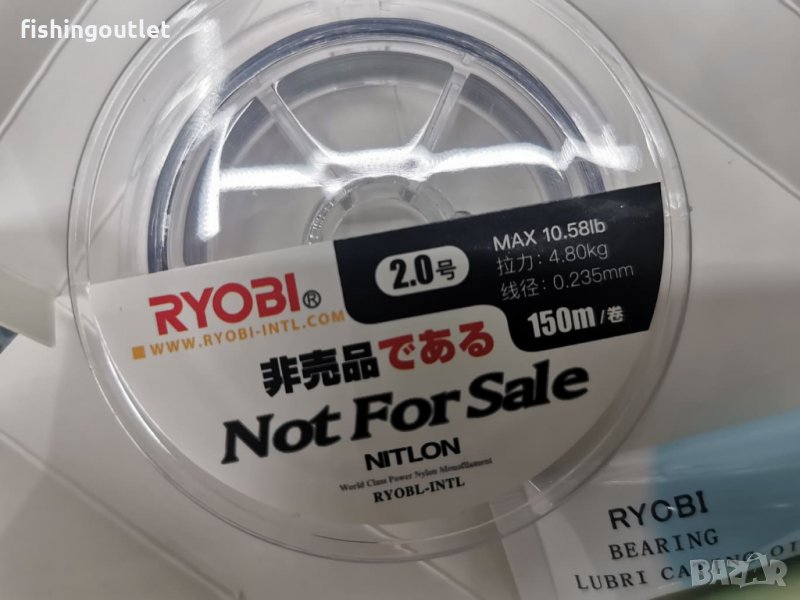 fishingoutlet
RYOBI®
WWW.RYOBI-INTL.COM
2.0号
MAX 10.58lb
拉力: 4.80kg
线径: 0.235mm
150m/卷
非売品である
Not For Sale
NITLON
World Class Power Nylon Monofilament
RYOBL-INTL
RYOBI
BEARING
LUBRI
BAZAR